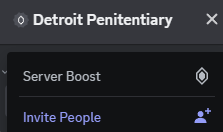 Detroit Penitentiary
Server Boost
Invite People